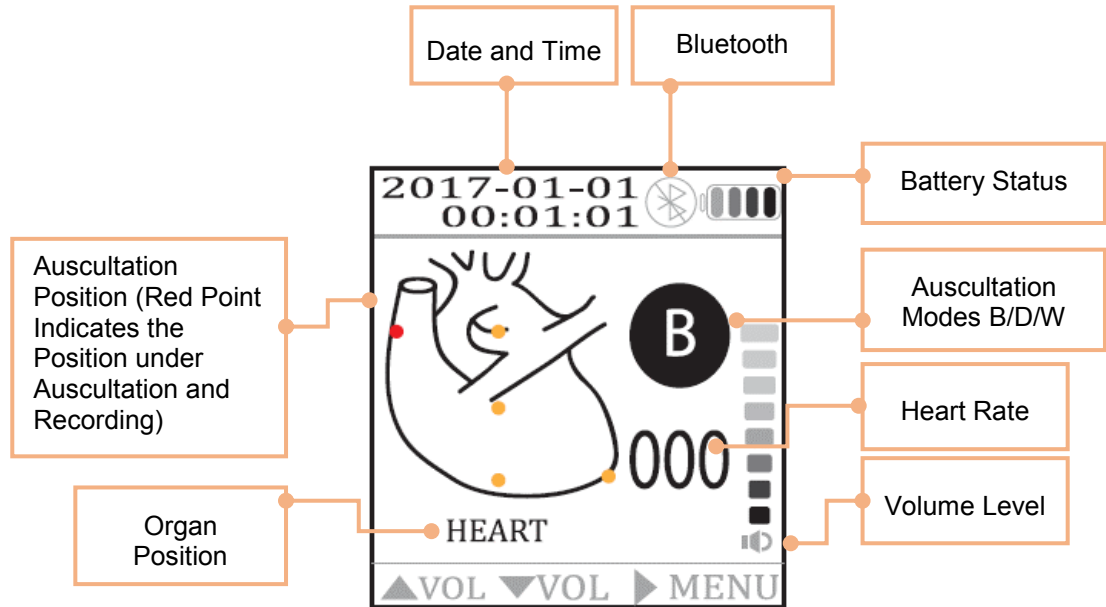 Date and Time
Bluetooth
Battery Status
2017-01-01
00:01:01
Auscultation
Position (Red Point
Indicates the
Position under
Auscultation and
Recording)
B
Auscultation
Modes B/D/W
000
Heart Rate
Organ
Position
HEART
Volume Level
VOL
VOL
MENU